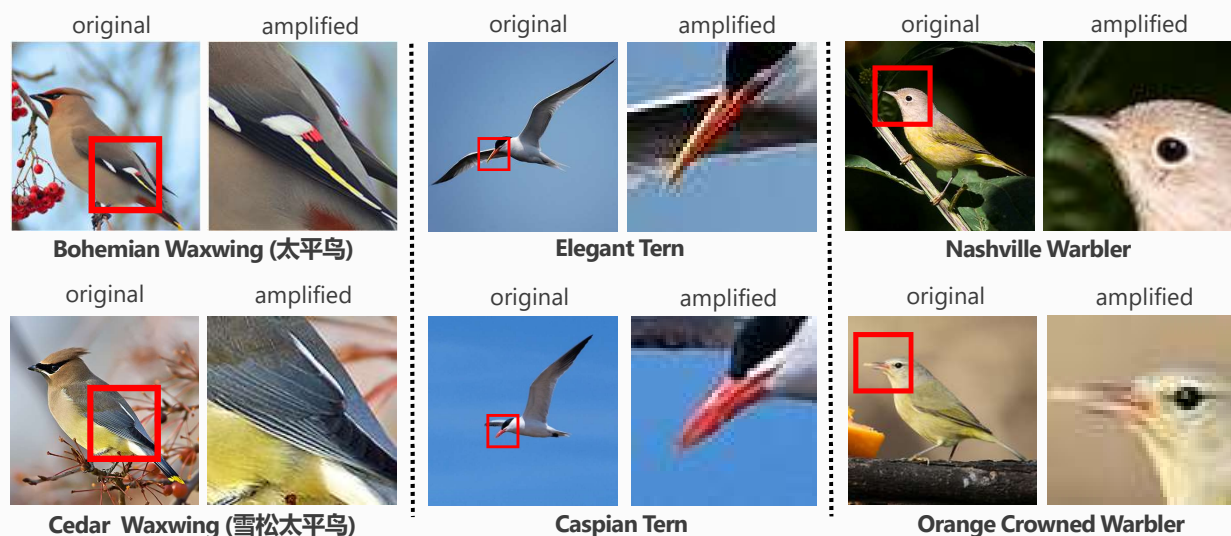 original amplified original amplified original amplified
Bohemian Waxwing (太平鸟) Elegant Tern Nashville Warbler
original amplified original amplified original amplified
Cedar Waxwing (雪松太平鸟) Caspian Tern Orange Crowned Warbler